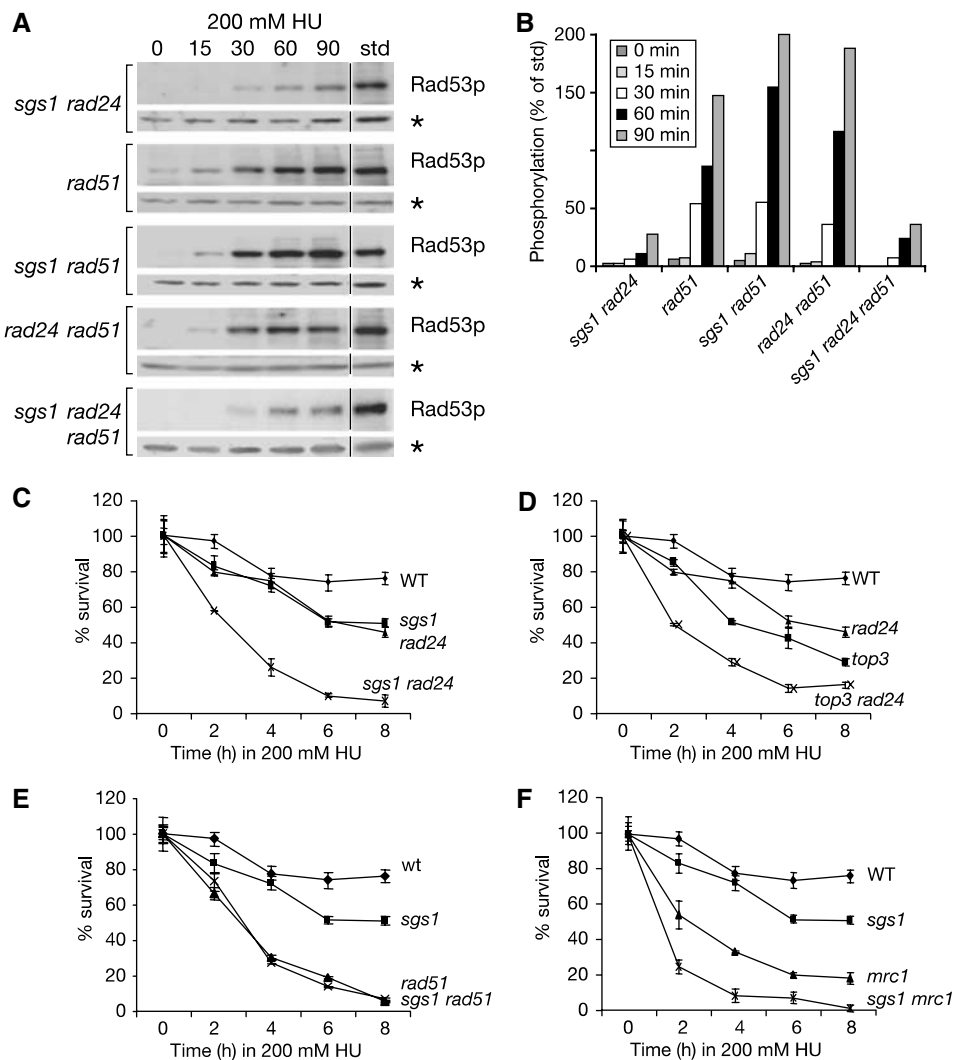 A
200 mM HU
0 15 30 60 90 std
sgs1 rad24
Rad53p
*
rad51
Rad53p
*
sgs1 rad51
Rad53p
*
rad24 rad51
Rad53p
*
sgs1 rad24
rad51
Rad53p
*
B
Phosphorylation (% of std)
200
150
50
0
0 min
15 min
30 min
60 min
90 min
sgs1 rad24
rad51
sgs1 rad51
rad24 rad51
sgs1 rad24 rad51
C
% survival
120
100
80
60
40
20
0
WT
sgs1
rad24
sgs1 rad24
0 2 4 6 8
Time (h) in 200 mM HU
D
% survival
120
100
80
60
40
20
0
WT
rad24
top3
top3 rad24
0 2 4 6 8
Time (h) in 200 mM HU
E
% survival
120
100
80
60
40
20
0
wt
sgs1
rad51
sgs1 rad51
0 2 4 6 8
Time (h) in 200 mM HU
F
% survival
120
100
80
60
40
20
0
WT
sgs1
mrc1
sgs1 mrc1
0 2 4 6 8
Time (h) in 200 mM HU